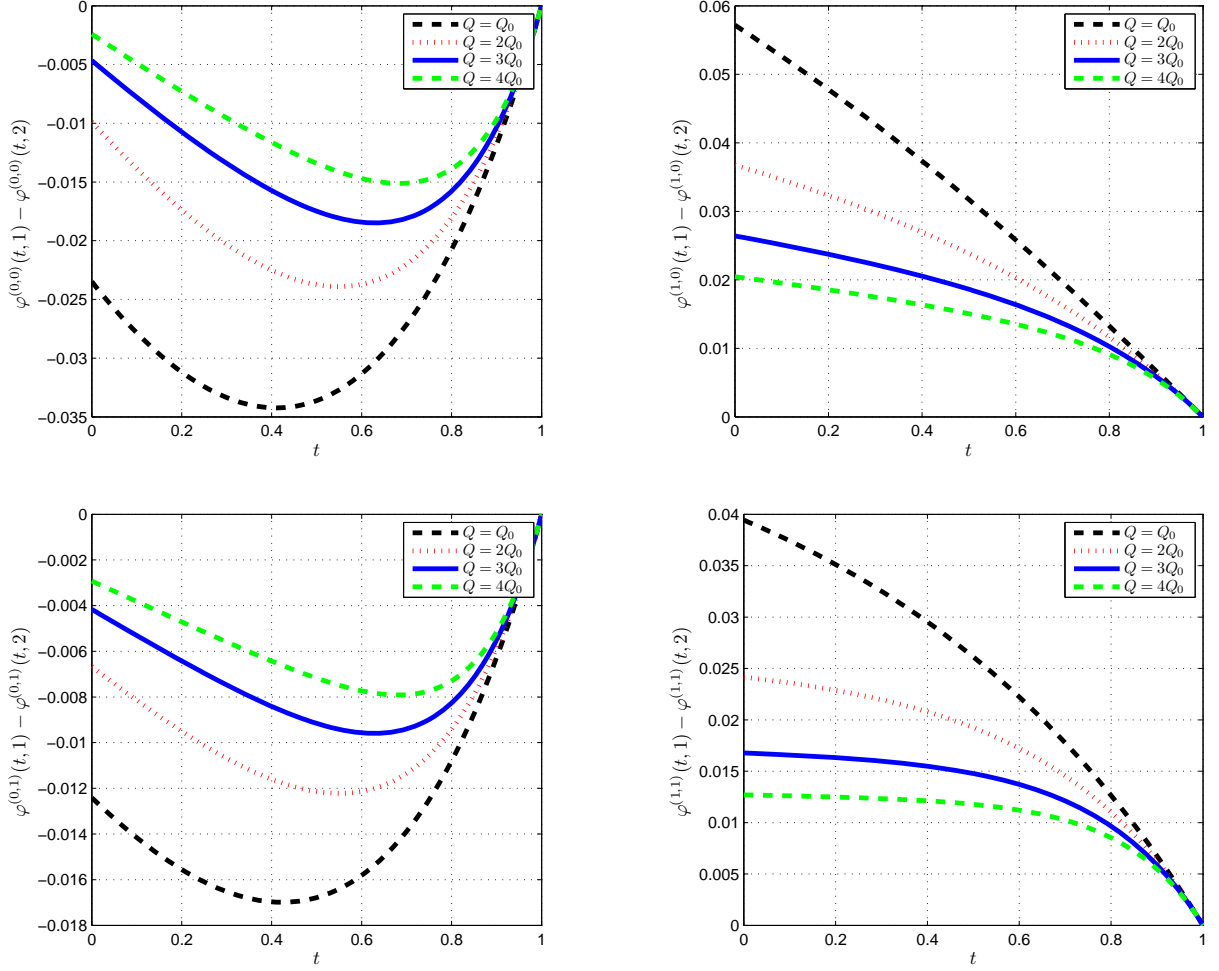 0
−0.005
−0.01
−0.015
−0.02
−0.025
−0.03
−0.035
0 0.2 0.4 0.6 0.8 1
t
φ^{(0,0)}(t,1) − φ^{(0,0)}(t,2)
Q = Q₀
Q = 2Q₀
Q = 3Q₀
Q = 4Q₀
0.06
0.05
0.04
0.03
0.02
0.01
0
0 0.2 0.4 0.6 0.8 1
t
φ^{(1,0)}(t,1) − φ^{(1,0)}(t,2)
Q = Q₀
Q = 2Q₀
Q = 3Q₀
Q = 4Q₀
0
−0.002
−0.004
−0.006
−0.008
−0.01
−0.012
−0.014
−0.016
−0.018
0 0.2 0.4 0.6 0.8 1
t
φ^{(0,1)}(t,1) − φ^{(0,1)}(t,2)
Q = Q₀
Q = 2Q₀
Q = 3Q₀
Q = 4Q₀
0.04
0.035
0.03
0.025
0.02
0.015
0.01
0.005
0
0 0.2 0.4 0.6 0.8 1
t
φ^{(1,1)}(t,1) − φ^{(1,1)}(t,2)
Q = Q₀
Q = 2Q₀
Q = 3Q₀
Q = 4Q₀